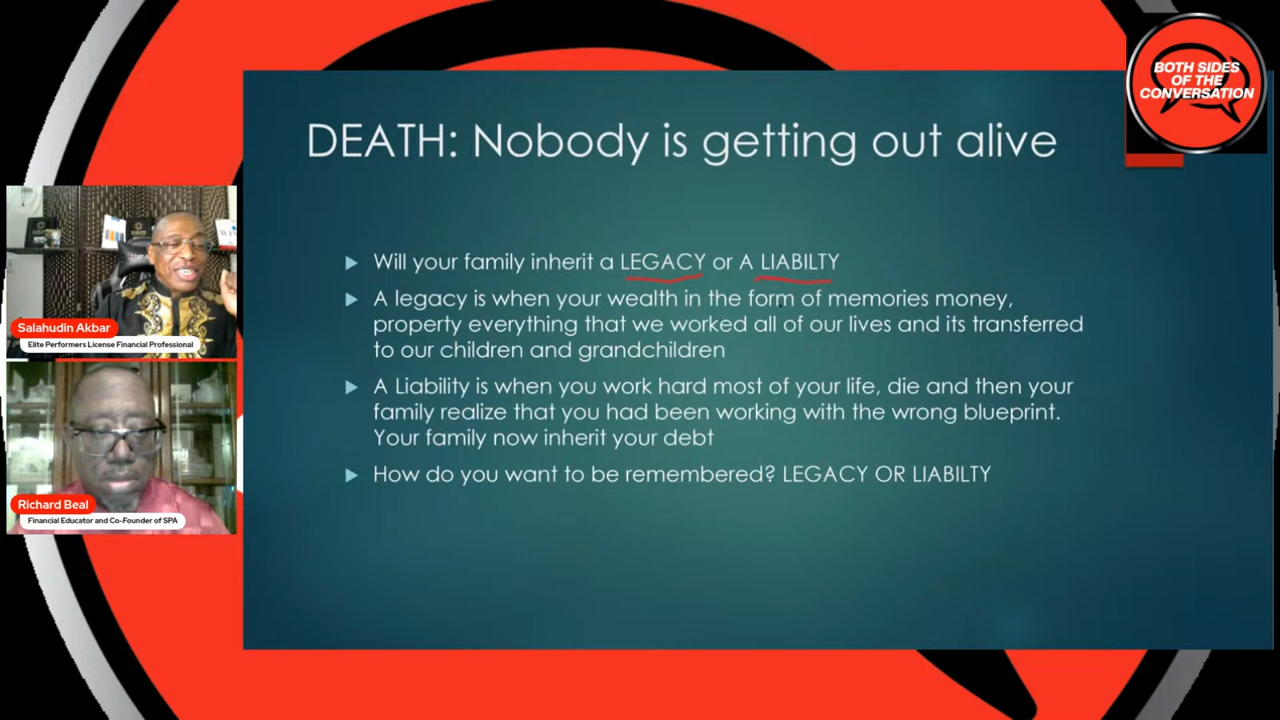 BOTH SIDES
OF THE
CONVERSATION
DEATH: Nobody is getting out alive
Will your family inherit a LEGACY or A LIABILTY
A legacy is when your wealth in the form of memories money,
property everything that we worked all of our lives and its transferred
to our children and grandchildren
A Liability is when you work hard most of your life, die and then your
family realize that you had been working with the wrong blueprint.
Your family now inherit your debt
How do you want to be remembered? LEGACY OR LIABILTY
Salahudin Akbar
Elite Performers License Financial Professional
Richard Beal
Financial Educator and Co-Founder of SPA